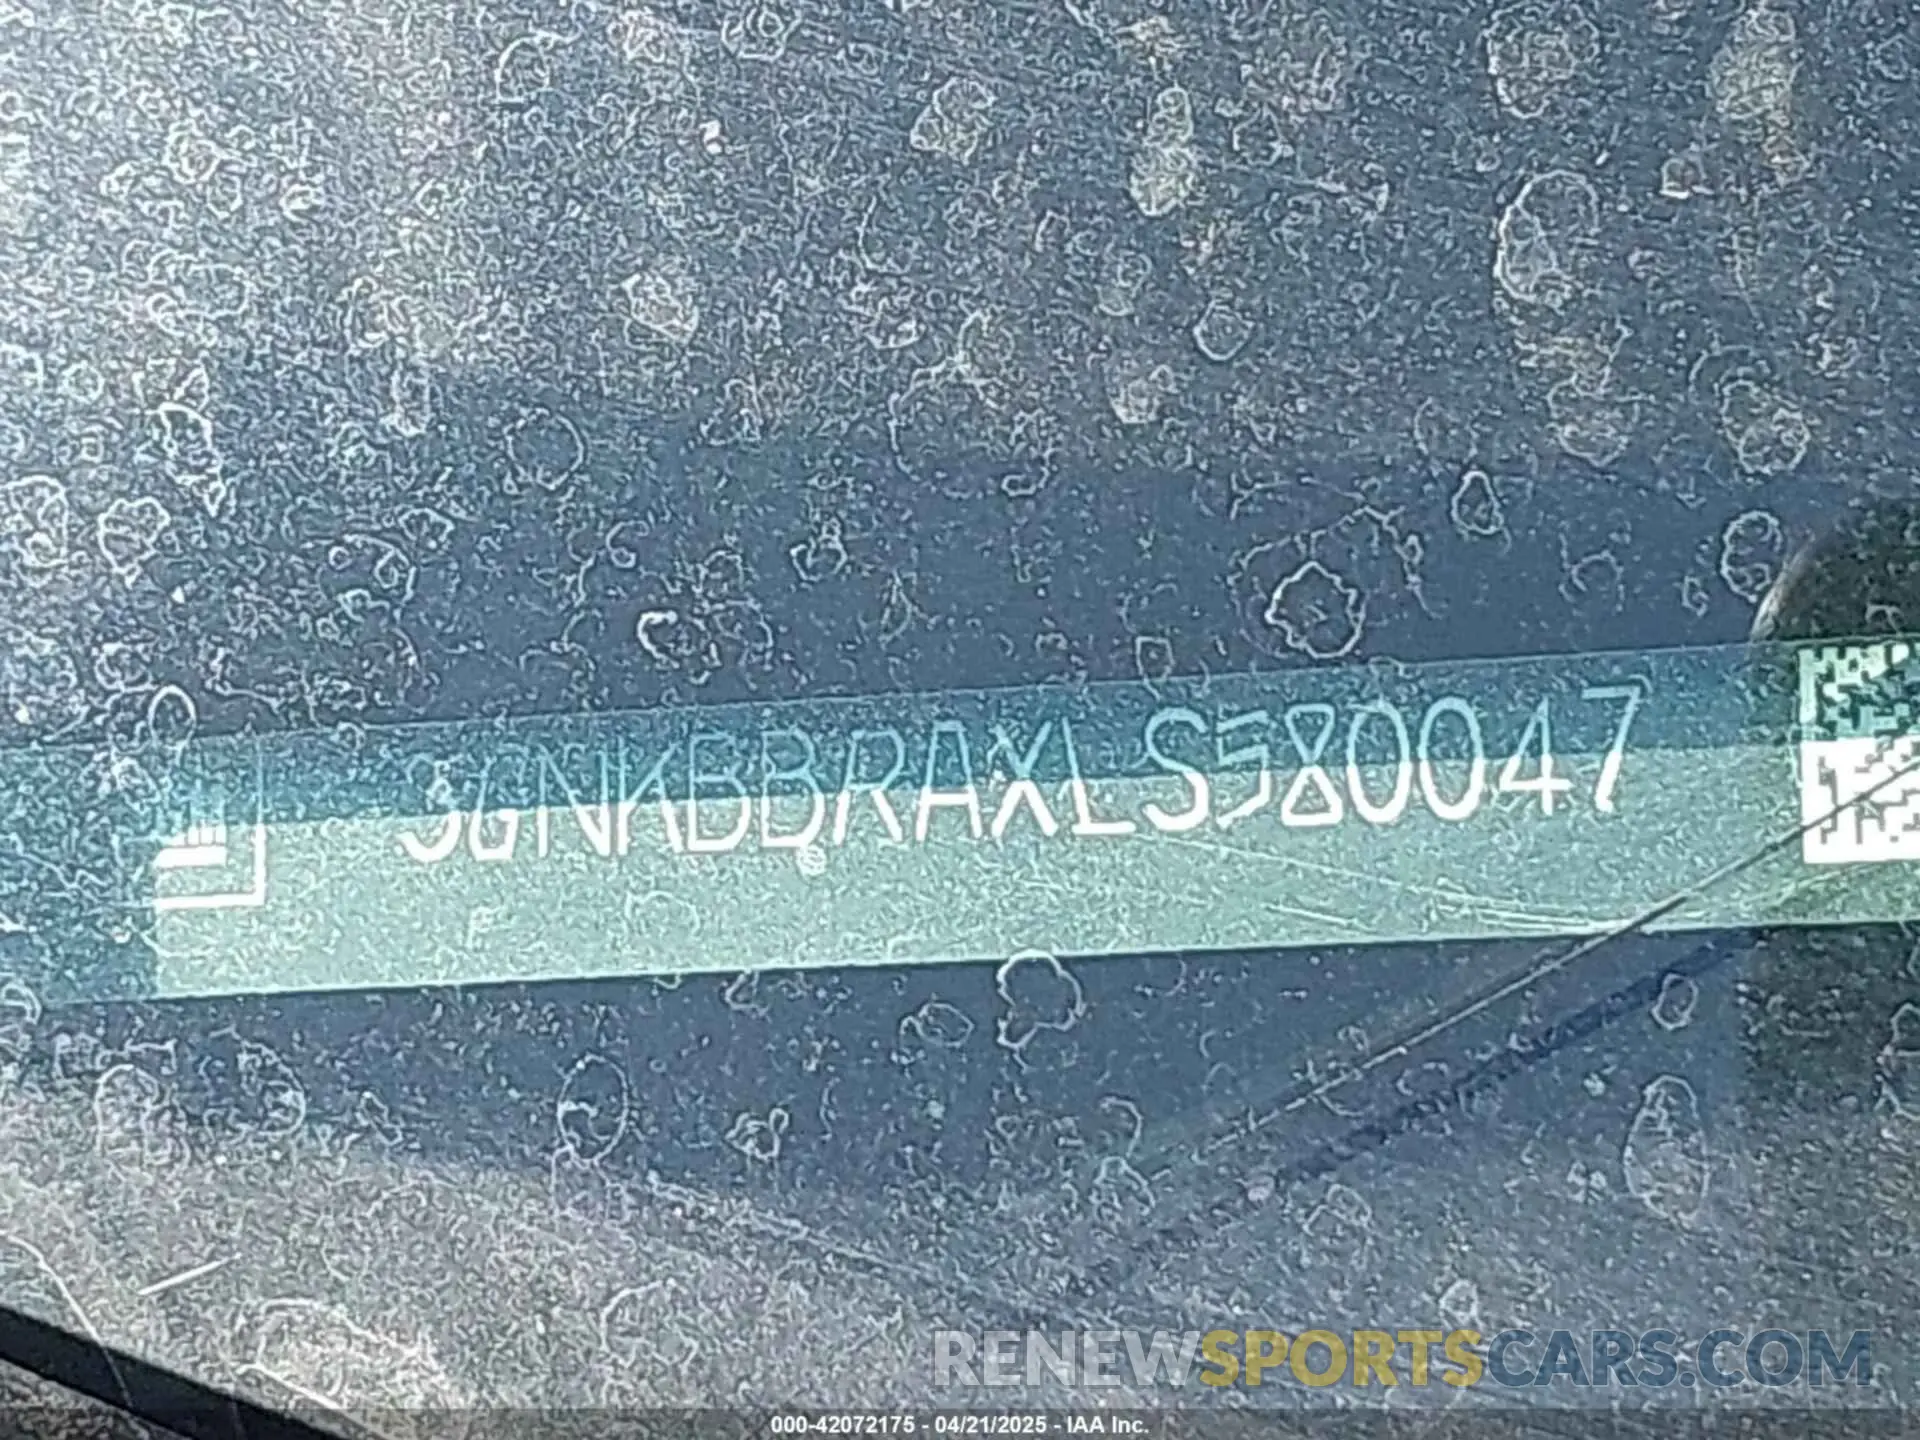 3GNKBBRAXLS580047
RENEWSPORTSCARS.COM
000-42072175 - 04/21/2025 - IAA Inc.